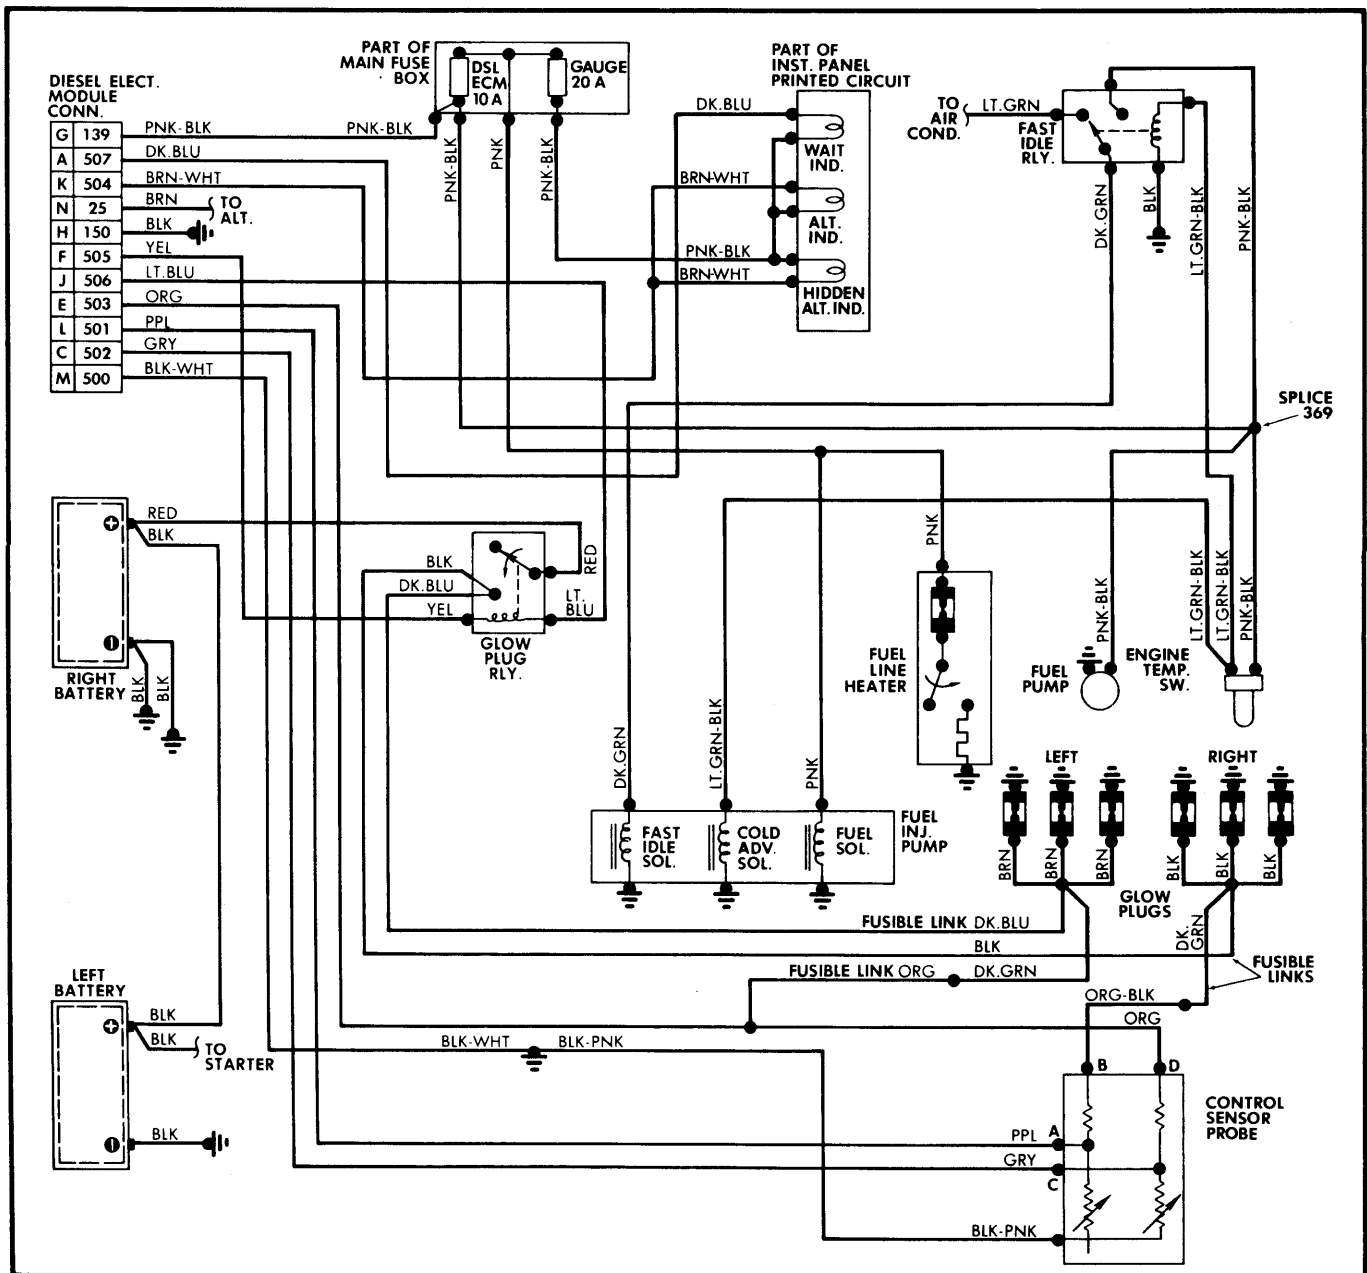 PART OF
MAIN FUSE
BOX
DSL
ECM
10 A
GAUGE
20 A
PART OF
INST. PANEL
PRINTED CIRCUIT
DIESEL ELECT.
MODULE
CONN.
G 139 PNK-BLK PNK-BLK
A 507 DK.BLU
K 504 BRN-WHT
N 25 BRN TO
ALT.
H 150 BLK
F 505 YEL
J 506 LT.BLU
E 503 ORG
L 501 PPL
C 502 GRY
M 500 BLK-WHT
PNK-BLK
PNK
PNK-BLK
DK.BLU
WAIT
IND.
BRN-WHT
ALT.
IND.
PNK-BLK
BRN-WHT
HIDDEN
ALT.IND.
TO
AIR
COND.
LT.GRN
FAST
IDLE
RLY.
DK.GRN
BLK
LT.GRN-BLK
PNK-BLK
SPLICE
369
RED
BLK
RIGHT
BATTERY
BLK
BLK
BLK
DK.BLU
YEL
RED
LT.
BLU
GLOW
PLUG
RLY.
PNK
FUEL
LINE
HEATER
PNK-BLK
LT.GRN-BLK
LT.GRN-BLK
PNK-BLK
FUEL
PUMP
ENGINE
TEMP.
SW.
DK.GRN
LT.GRN-BLK
PNK
FAST
IDLE
SOL.
COLD
ADV.
SOL.
FUEL
SOL.
FUEL
INJ.
PUMP
LEFT
RIGHT
BRN
BRN
BRN
BLK
BLK
BLK
GLOW
PLUGS
FUSIBLE LINK DK.BLU
BLK
DK.
GRN
FUSIBLE
LINKS
FUSIBLE LINK ORG DK.GRN
ORG-BLK
ORG
LEFT
BATTERY
BLK
BLK
TO
STARTER
BLK
BLK-WHT BLK-PNK
B D
CONTROL
SENSOR
PROBE
PPL A
GRY
C
BLK-PNK